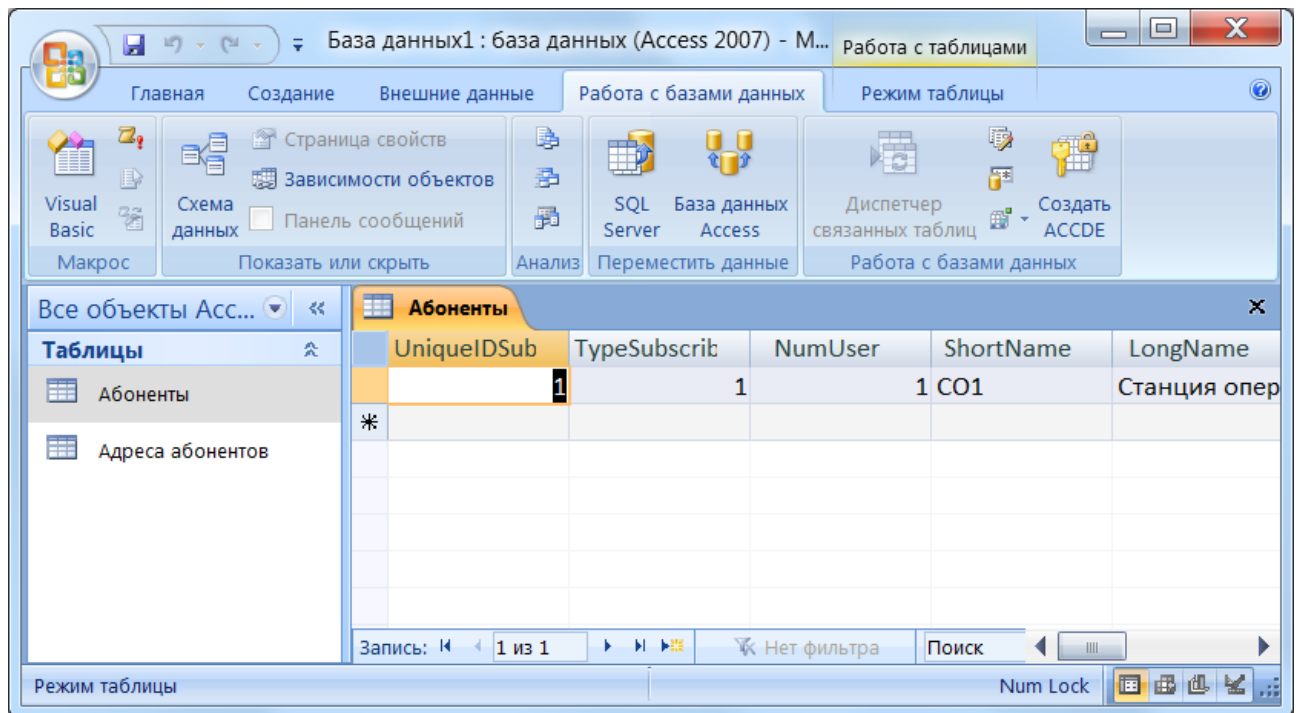 База данных1 : база данных (Access 2007) - M... Работа с таблицами
Главная Создание Внешние данные Работа с базами данных Режим таблицы
Visual Basic
Макрос
Схема данных
Страница свойств
Зависимости объектов
Панель сообщений
Показать или скрыть
Анализ
SQL Server
База данных Access
Переместить данные
Диспетчер связанных таблиц
Создать ACCDE
Работа с базами данных
Все объекты Acc... «
Таблицы
Абоненты
Адреса абонентов
Абоненты
UniqueIDSub TypeSubscrib NumUser ShortName LongName
1 1 1 СО1 Станция опер
Запись: 1 из 1 Нет фильтра Поиск
Режим таблицы Num Lock